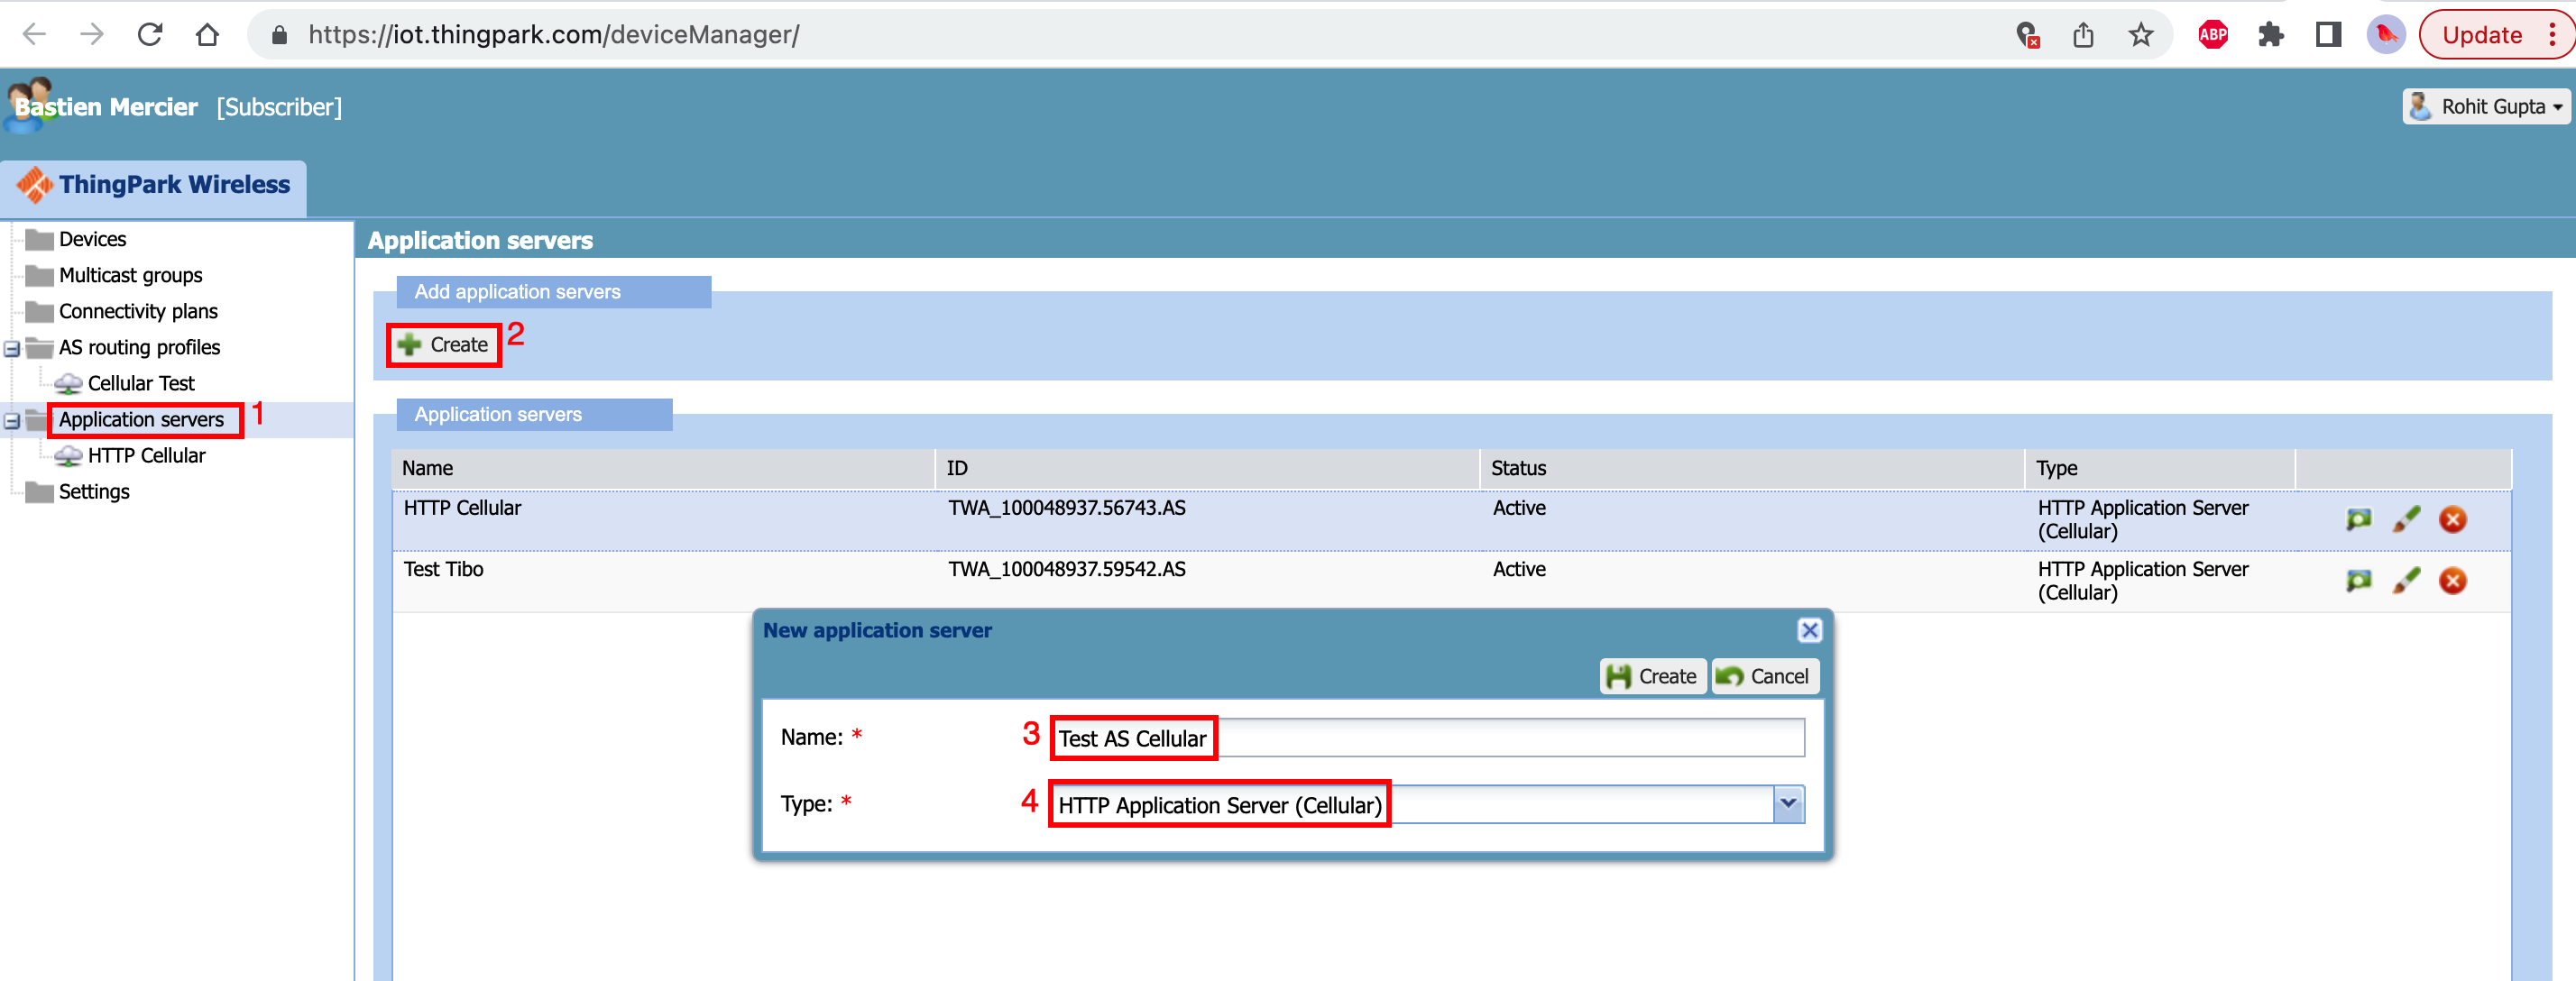 https://iot.thingpark.com/deviceManager/
ABP
Update
Bastien Mercier [Subscriber]
Rohit Gupta
ThingPark Wireless
Devices
Multicast groups
Connectivity plans
AS routing profiles
Cellular Test
Application servers 1
HTTP Cellular
Settings
Application servers
Add application servers
Create 2
Application servers
Name ID Status Type
HTTP Cellular TWA_100048937.56743.AS Active HTTP Application Server
(Cellular)
Test Tibo TWA_100048937.59542.AS Active HTTP Application Server
(Cellular)
New application server
Create Cancel
Name: * 3 Test AS Cellular
Type: * 4 HTTP Application Server (Cellular)